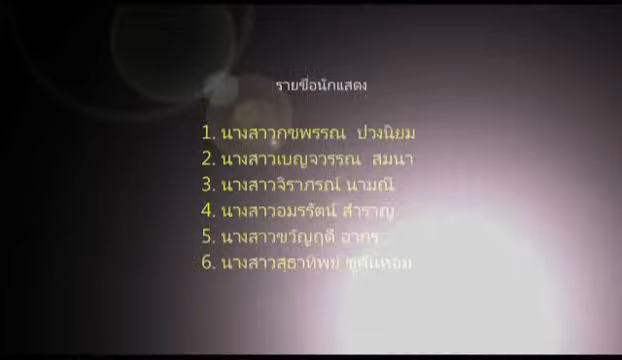 รายชื่อนักแสดง
1. นางสาวกชพรรณ ปวงนิยม
2. นางสาวเบญจวรรณ สมนา
3. นางสาวจิราภรณ์ นามณี
4. นางสาวอมรรัตน์ สำราญ
5. นางสาวขวัญฤดี อากร
6. นางสาวสุธาทิพย์